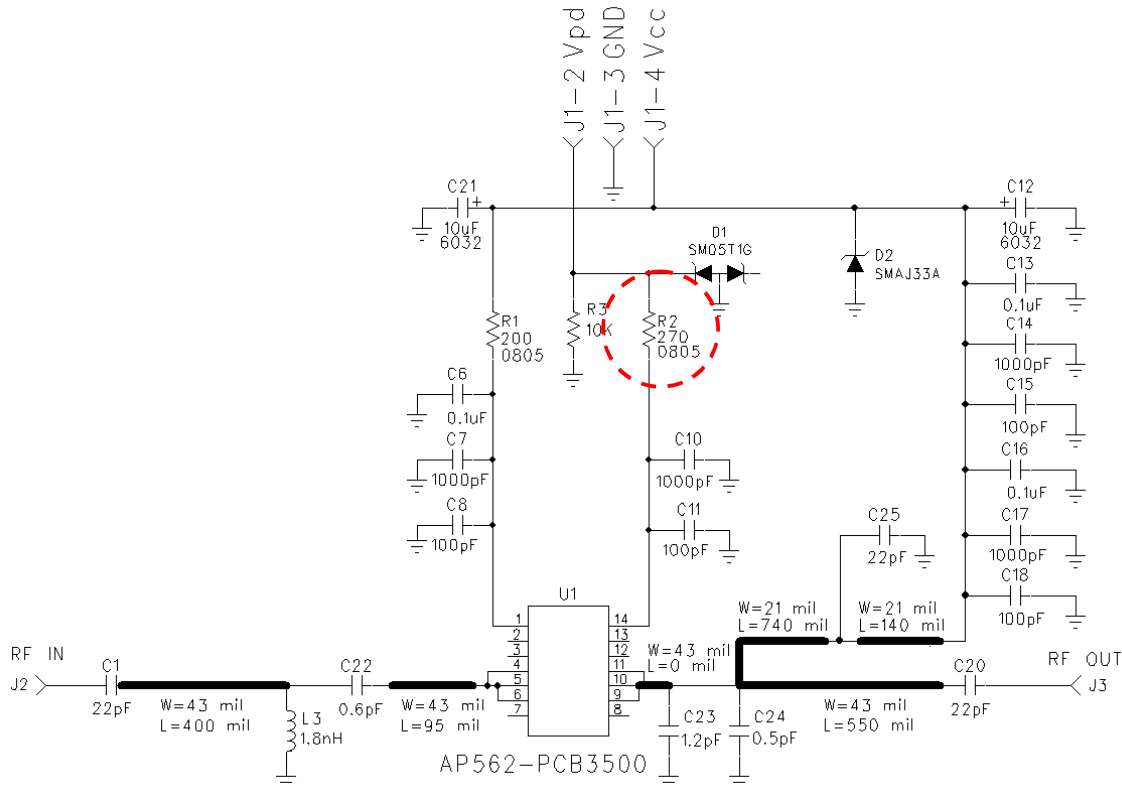 J1-2 Vpd
J1-3 GND
J1-4 Vcc
C21
+
10uF
6032
C12
+
10uF
6032
D1
SM05T1G
D2
SMAJ33A
C13
0.1uF
R1
200
0805
R3
10K
R2
270
0805
C14
1000pF
C6
0.1uF
C15
100pF
C7
1000pF
C10
1000pF
C16
0.1uF
C8
100pF
C11
100pF
C25
22pF
C17
1000pF
C18
100pF
U1
1
2
3
4
5
6
7
14
13
12
11
10
9
8
W=21 mil
L=740 mil
W=21 mil
L=140 mil
W=43 mil
L=0 mil
RF IN
J2
C1
22pF
W=43 mil
L=400 mil
L3
1.8nH
C22
0.6pF
W=43 mil
L=95 mil
C23
1.2pF
C24
0.5pF
W=43 mil
L=550 mil
C20
22pF
RF OUT
J3
AP562-PCB3500